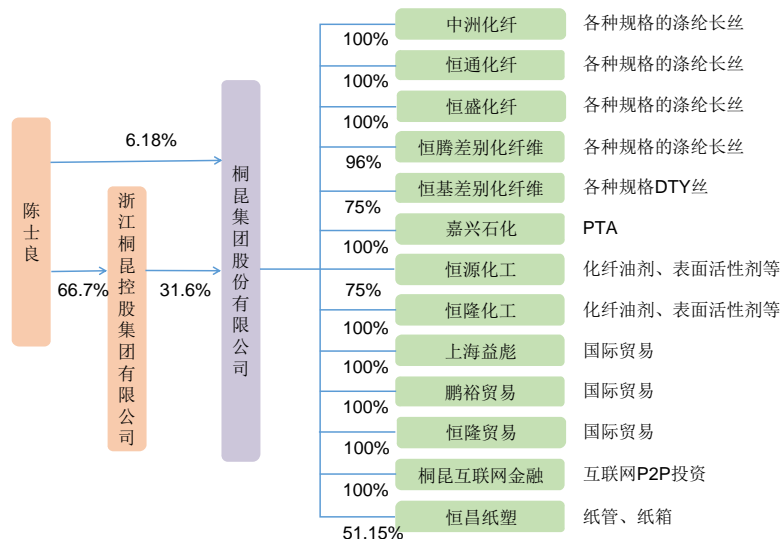 陈士良
6.18%
66.7%
浙江桐昆控股集团有限公司
31.6%
桐昆集团股份有限公司
中洲化纤 各种规格的涤纶长丝
100%
恒通化纤 各种规格的涤纶长丝
100%
恒盛化纤 各种规格的涤纶长丝
100%
恒腾差别化纤维 各种规格的涤纶长丝
96%
恒基差别化纤维 各种规格DTY丝
75%
嘉兴石化 PTA
100%
恒源化工 化纤油剂、表面活性剂等
75%
恒隆化工 化纤油剂、表面活性剂等
100%
上海益彪 国际贸易
100%
鹏裕贸易 国际贸易
100%
恒隆贸易 国际贸易
100%
桐昆互联网金融 互联网P2P投资
100%
恒昌纸塑 纸管、纸箱
51.15%